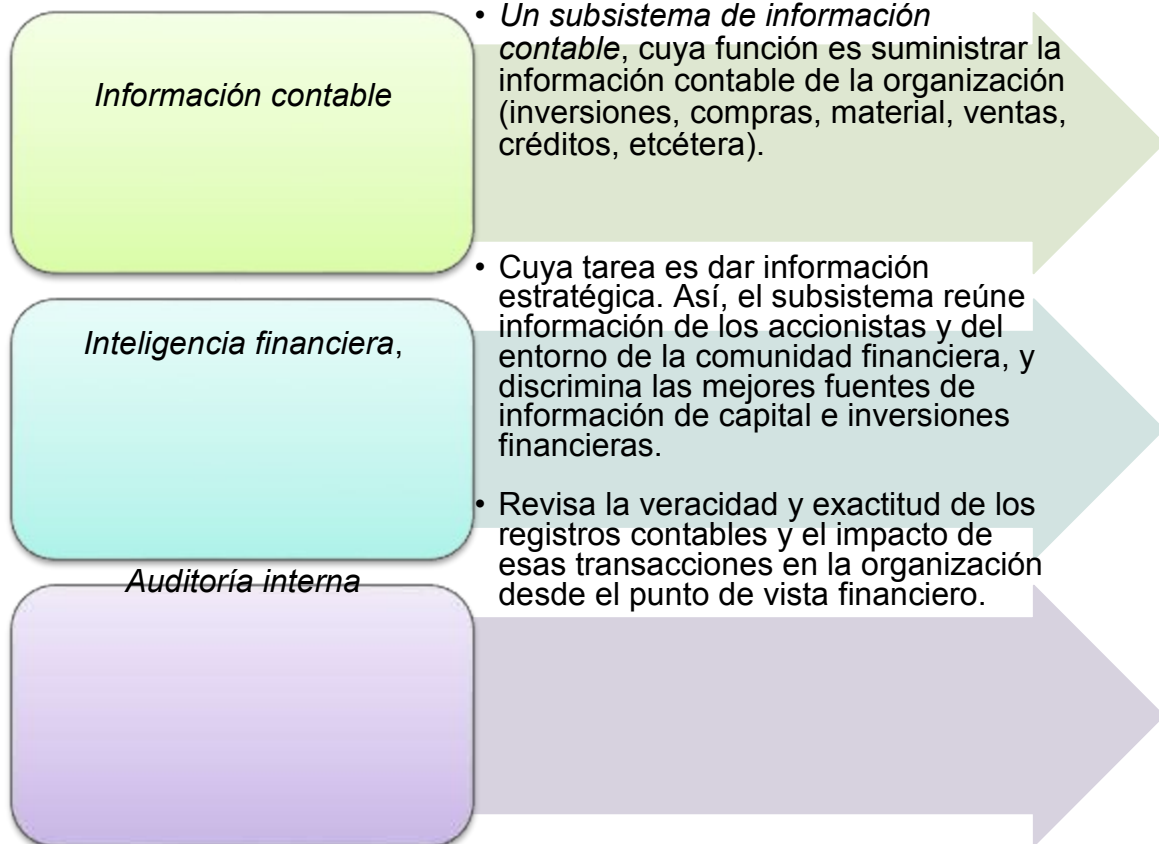 Información contable
• Un subsistema de información
contable, cuya función es suministrar la
información contable de la organización
(inversiones, compras, material, ventas,
créditos, etcétera).
Inteligencia financiera,
• Cuya tarea es dar información
estratégica. Así, el subsistema reúne
información de los accionistas y del
entorno de la comunidad financiera, y
discrimina las mejores fuentes de
información de capital e inversiones
financieras.
Auditoría interna
• Revisa la veracidad y exactitud de los
registros contables y el impacto de
esas transacciones en la organización
desde el punto de vista financiero.